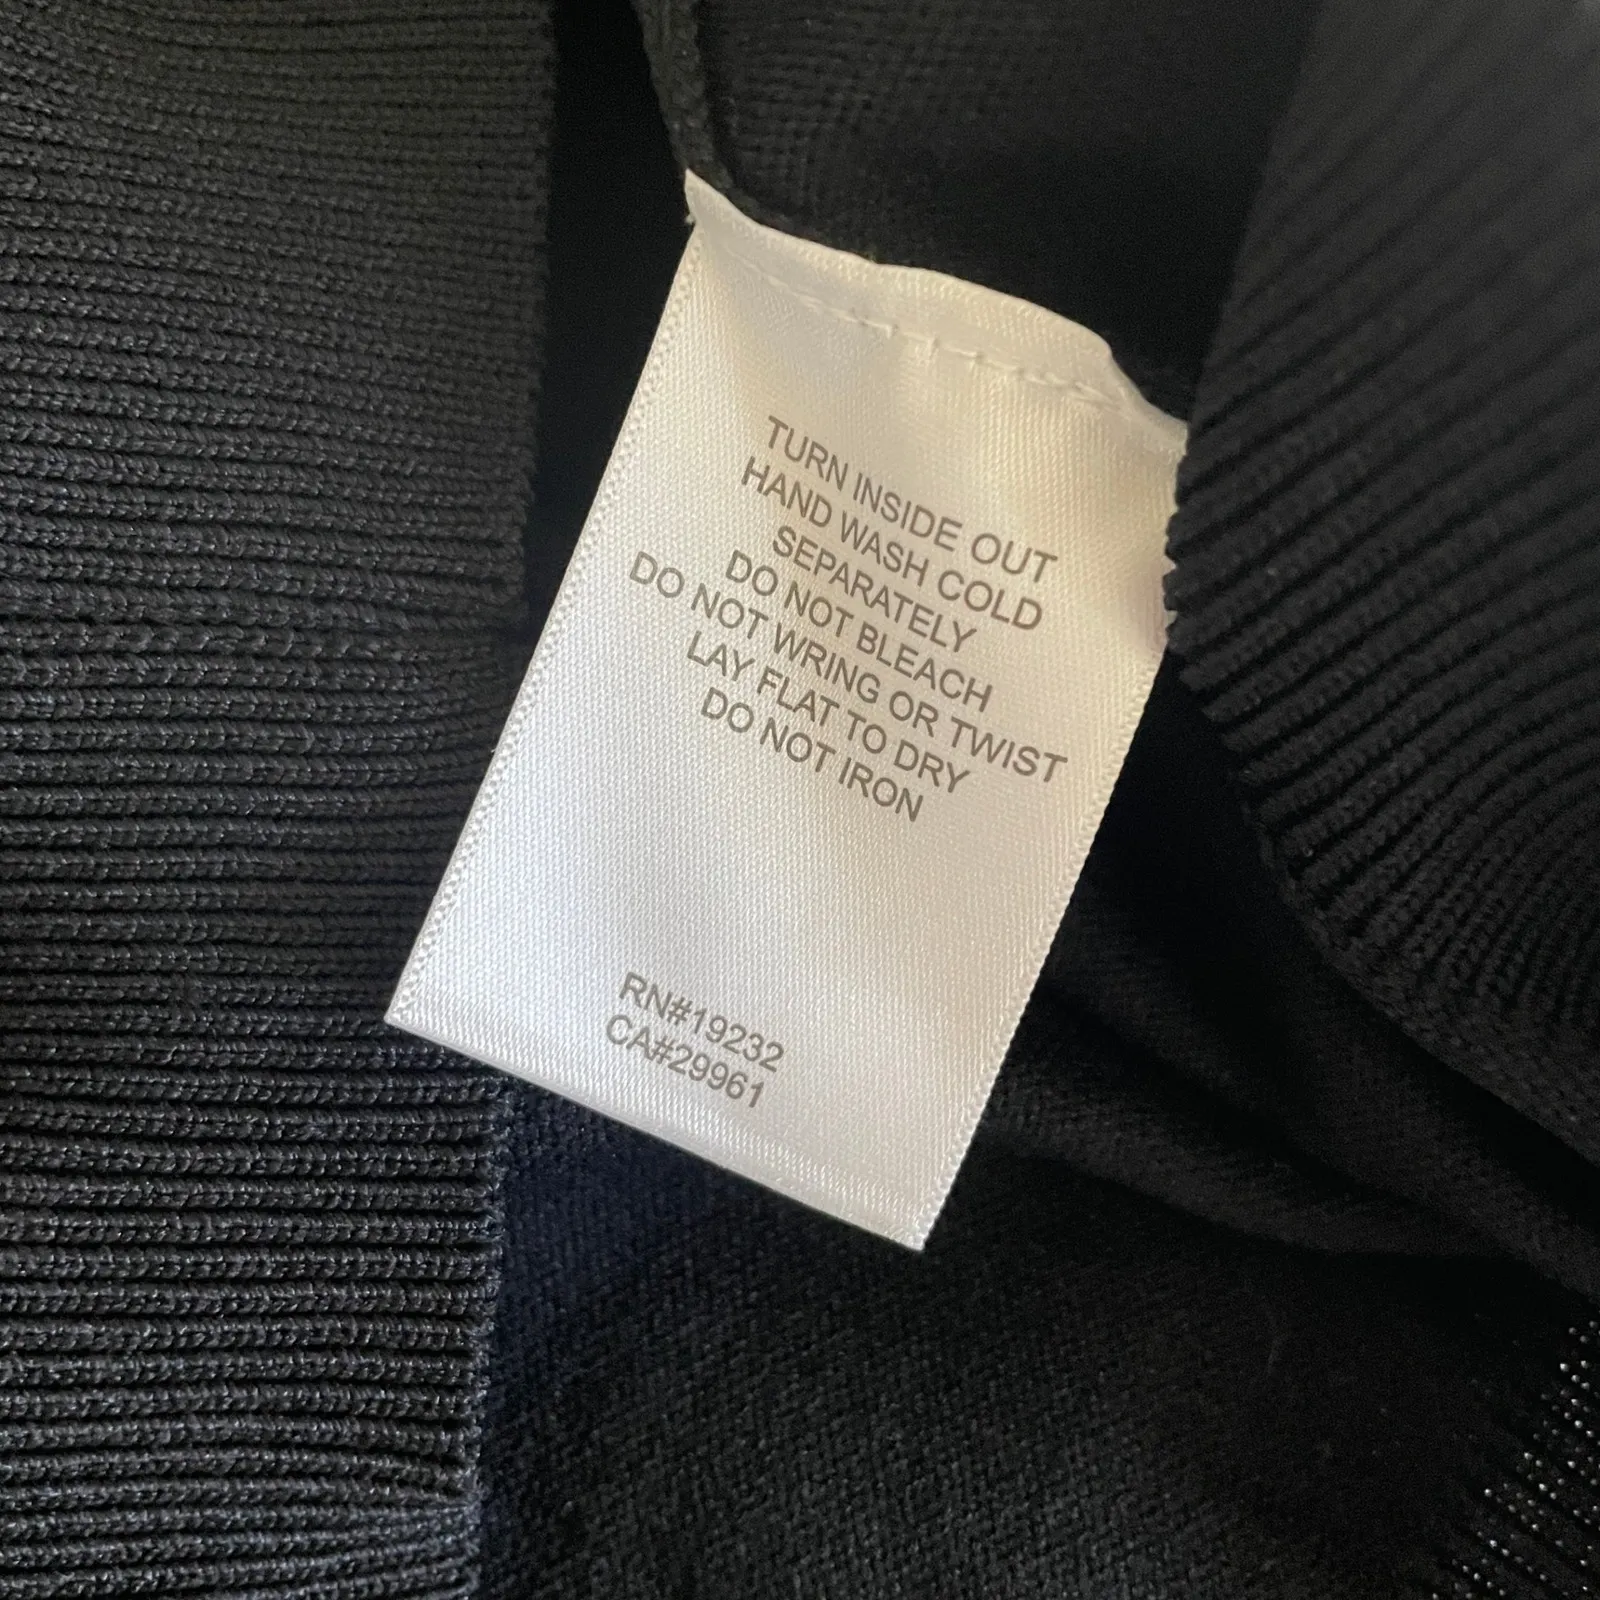 TURN INSIDE OUT
HAND WASH COLD
SEPARATELY
DO NOT BLEACH
DO NOT WRING OR TWIST
LAY FLAT TO DRY
DO NOT IRON
RN#19232
CA#29961